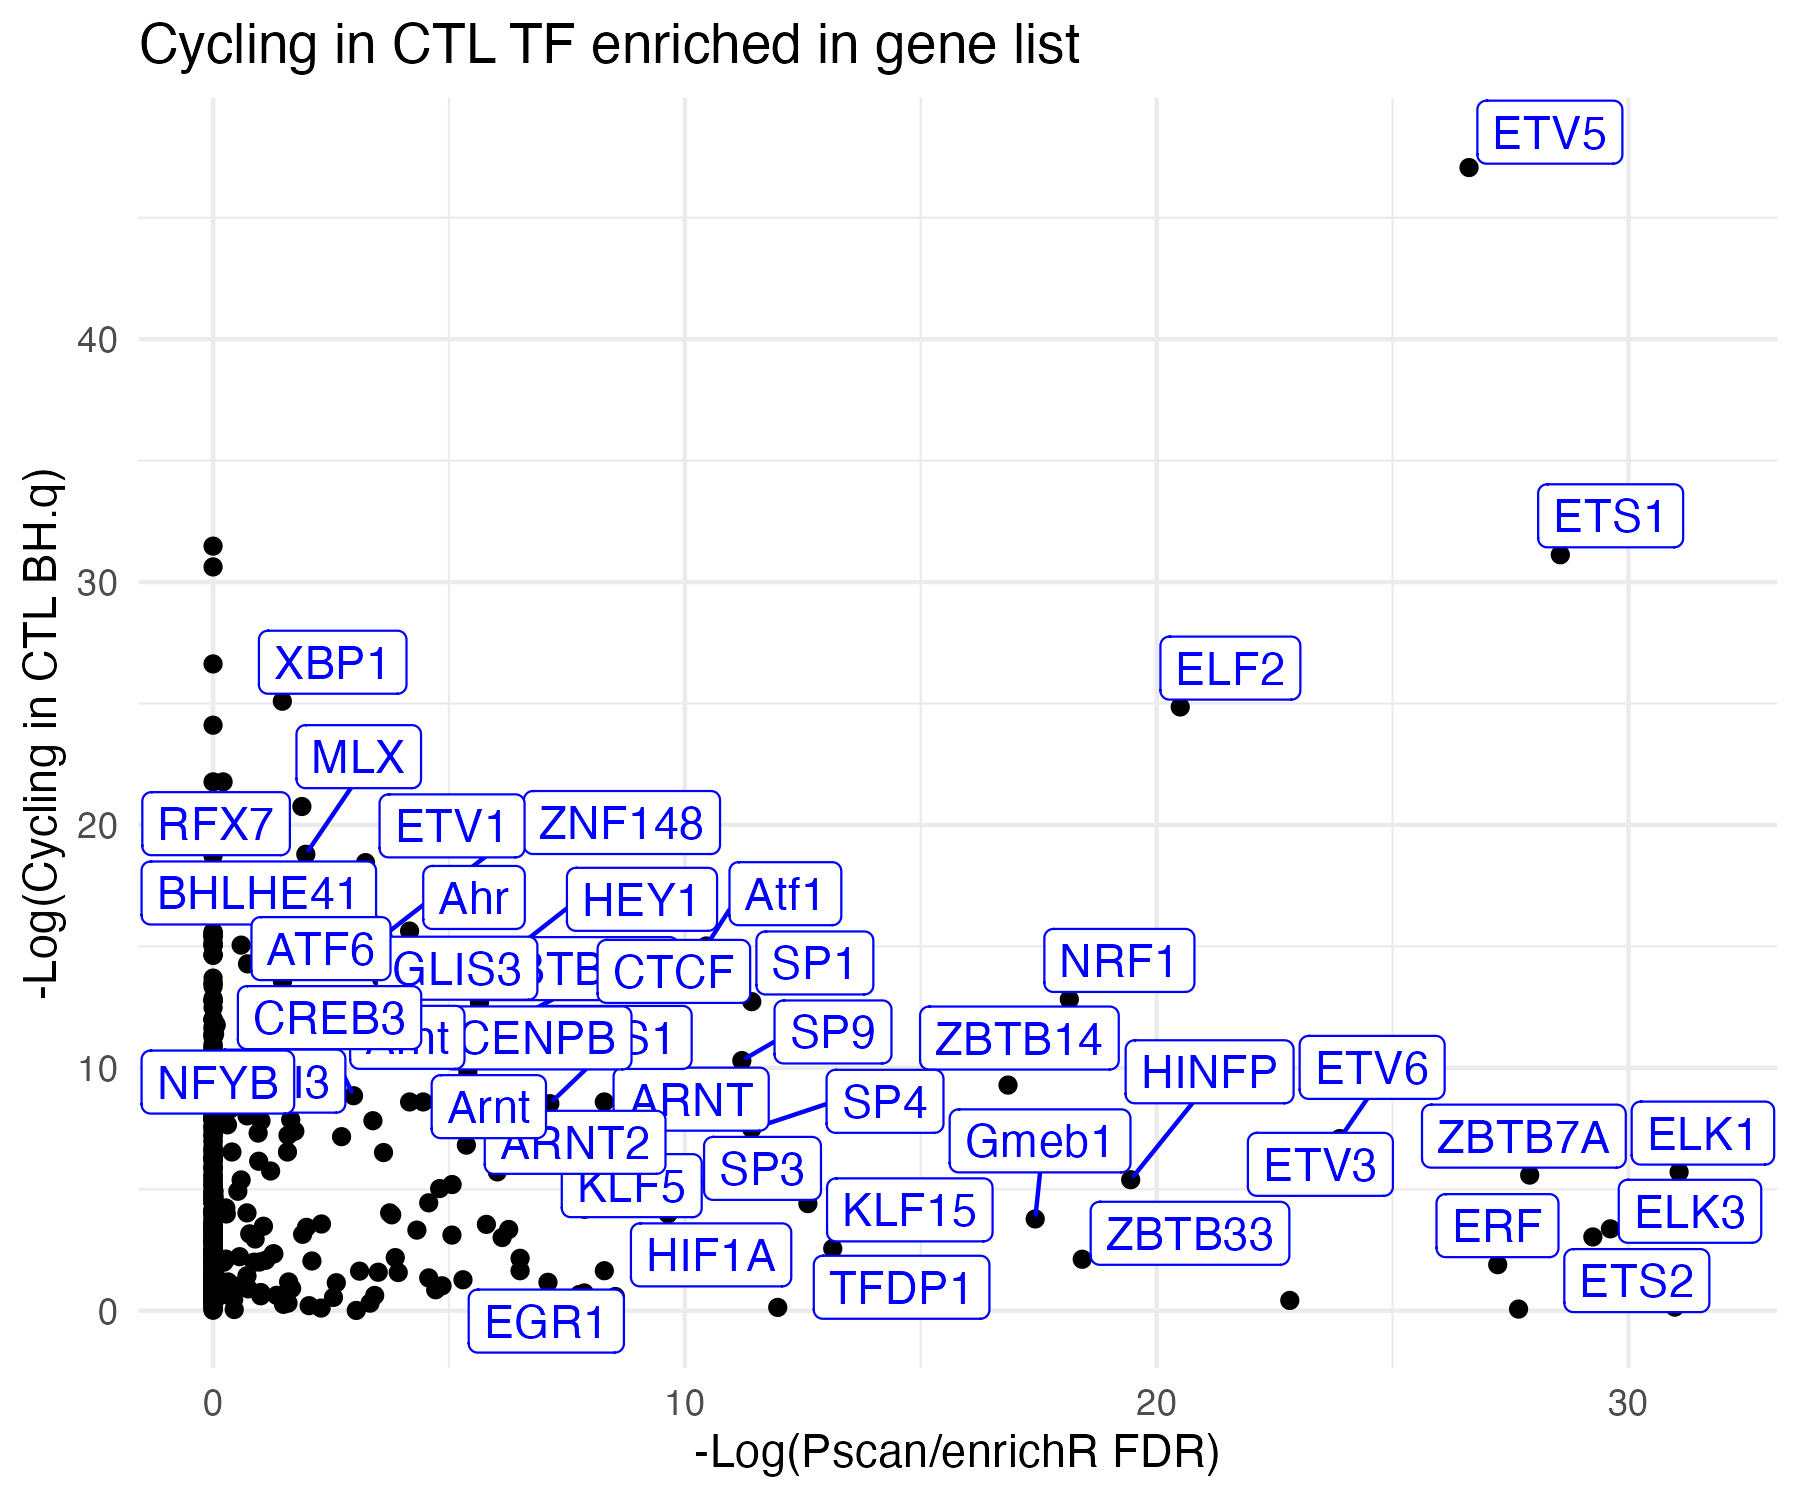 Cycling in CTL TF enriched in gene list
ETV5
40
ETS1
30
XBP1
ELF2
MLX
RFX7
ETV1
ZNF148
20
BHLHE41
Ahr
HEY1
Atf1
ATF6
GLIS3
CTCF
SP1
NRF1
CREB3
CENPB
S1
SP9
ZBTB14
HINFP
ETV6
10
NFYB
I3
Arnt
ARNT
SP4
Gmeb1
ETV3
ZBTB7A
ELK1
ARNT2
SP3
KLF5
KLF15
ZBTB33
ERF
ELK3
HIF1A
TFDP1
ETS2
EGR1
0
0
10
20
30
-Log(Pscan/enrichR FDR)
-Log(Cycling in CTL BH.q)